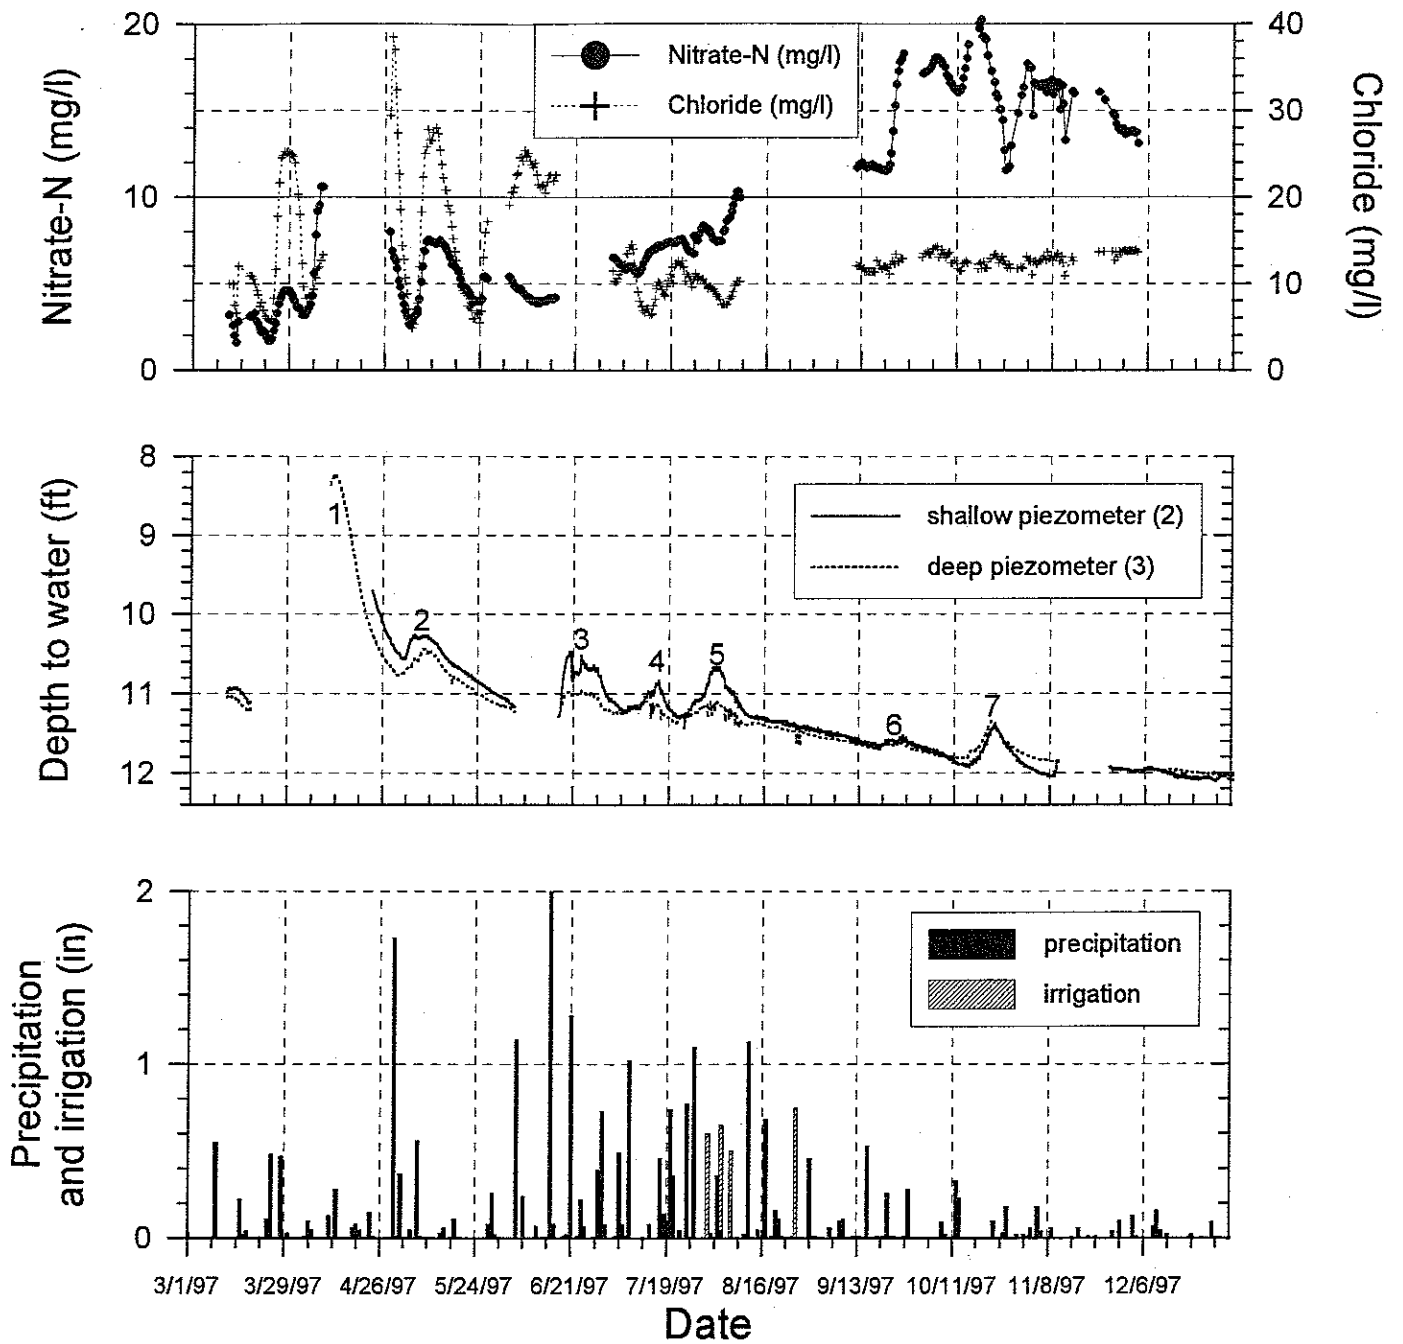 20
15
10
5
0
Nitrate-N (mg/l)
Nitrate-N (mg/l)
Chloride (mg/l)
40
30
20
10
0
Chloride (mg/l)
8
9
10
11
12
Depth to water (ft)
shallow piezometer (2)
deep piezometer (3)
1
2
3
4
5
6
7
2
1
0
Precipitation
and irrigation (in)
precipitation
irrigation
3/1/97 3/29/97 4/26/97 5/24/97 6/21/97 7/19/97 8/16/97 9/13/97 10/11/97 11/8/97 12/6/97
Date